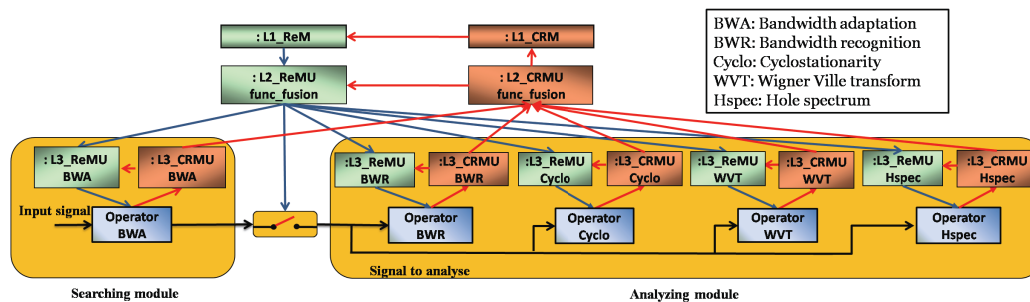 : L1_ReM
: L1_CRM
BWA: Bandwidth adaptation
BWR: Bandwidth recognition
Cyclo: Cyclostationarity
WVT: Wigner Ville transform
Hspec: Hole spectrum
: L2_ReMU
func_fusion
: L2_CRMU
func_fusion
: L3_ReMU
BWA
: L3_CRMU
BWA
:L3_ReMU
BWR
:L3_CRMU
BWR
:L3_ReMU
Cyclo
:L3_CRMU
Cyclo
:L3_ReMU
WVT
:L3_CRMU
WVT
:L3_ReMU
Hspec
:L3_CRMU
Hspec
Input signal
Operator
BWA
Operator
BWR
Operator
Cyclo
Operator
WVT
Operator
Hspec
Signal to analyse
Searching module
Analyzing module